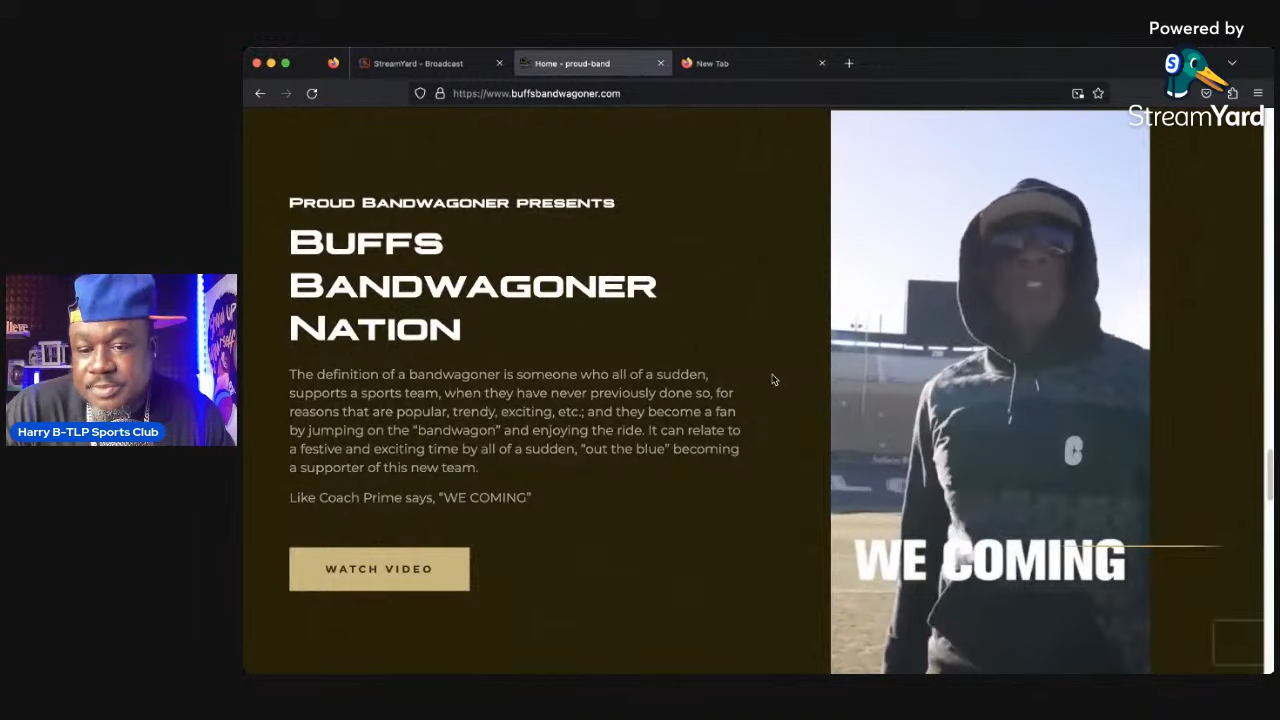 Powered by
StreamYard
StreamYard - Broadcast
Home - proud-band
New Tab
https://www.buffsbandwagoner.com
PROUD BANDWAGONER PRESENTS
BUFFS
BANDWAGONER
NATION
The definition of a bandwagoner is someone who all of a sudden,
supports a sports team, when they have never previously done so, for
reasons that are popular, trendy, exciting, etc.; and they become a fan
by jumping on the “bandwagon” and enjoying the ride. It can relate to
a festive and exciting time by all of a sudden, “out the blue” becoming
a supporter of this new team.
Like Coach Prime says, “WE COMING”
WATCH VIDEO
C
WE COMING
Harry B-TLP Sports Club